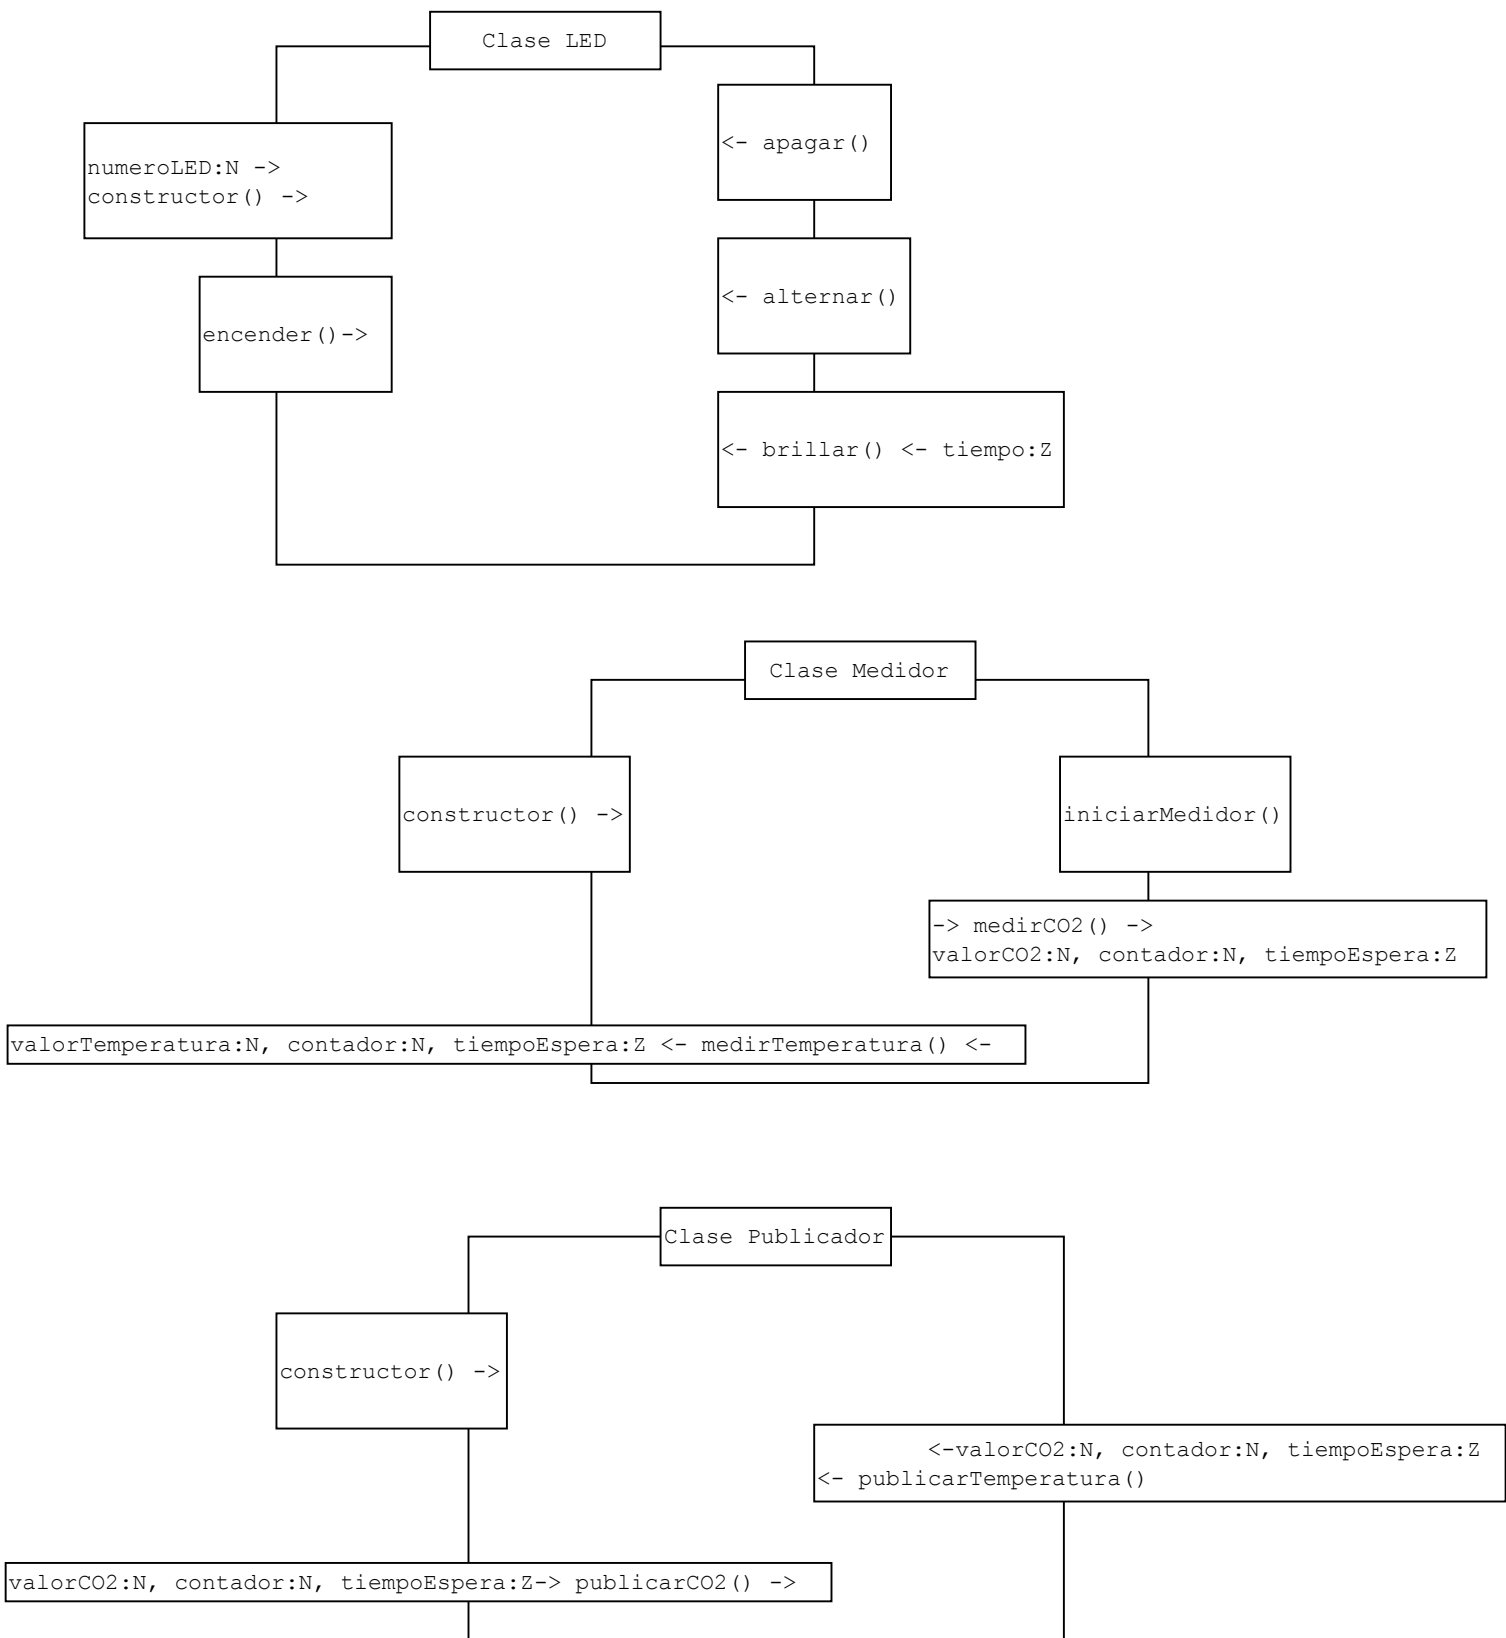 Clase LED
numeroLED:N ->
constructor() ->
encender()->
<- apagar()
<- alternar()
<- brillar() <- tiempo:Z
Clase Medidor
constructor() ->
iniciarMedidor()
-> medirCO2() ->
valorCO2:N, contador:N, tiempoEspera:Z
valorTemperatura:N, contador:N, tiempoEspera:Z <- medirTemperatura() <-
Clase Publicador
constructor() ->
<-valorCO2:N, contador:N, tiempoEspera:Z
<- publicarTemperatura()
valorCO2:N, contador:N, tiempoEspera:Z-> publicarCO2() ->